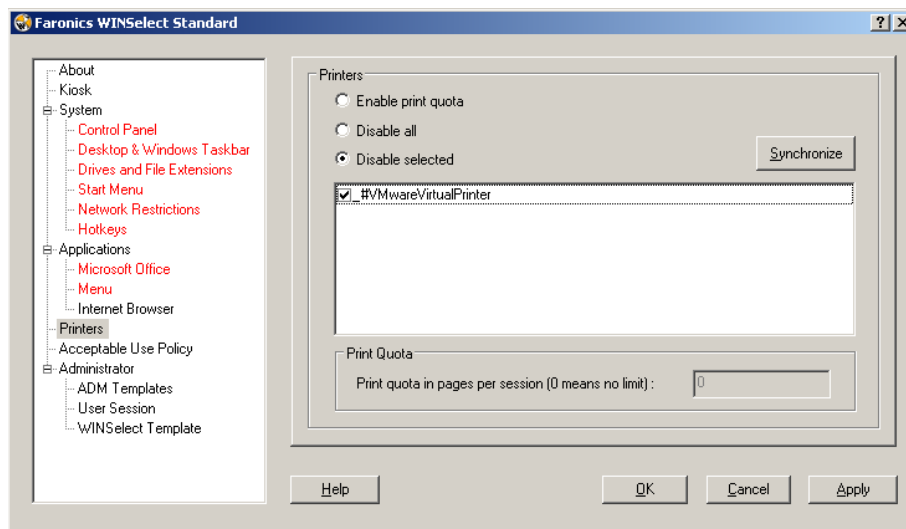 Faronics WINSelect Standard
About
Kiosk
System
Control Panel
Desktop & Windows Taskbar
Drives and File Extensions
Start Menu
Network Restrictions
Hotkeys
Applications
Microsoft Office
Menu
Internet Browser
Printers
Acceptable Use Policy
Administrator
ADM Templates
User Session
WINSelect Template
Printers
Enable print quota
Disable all
Disable selected
Synchronize
_#VMwareVirtualPrinter
Print Quota
Print quota in pages per session (0 means no limit) : 0
Help OK Cancel Apply